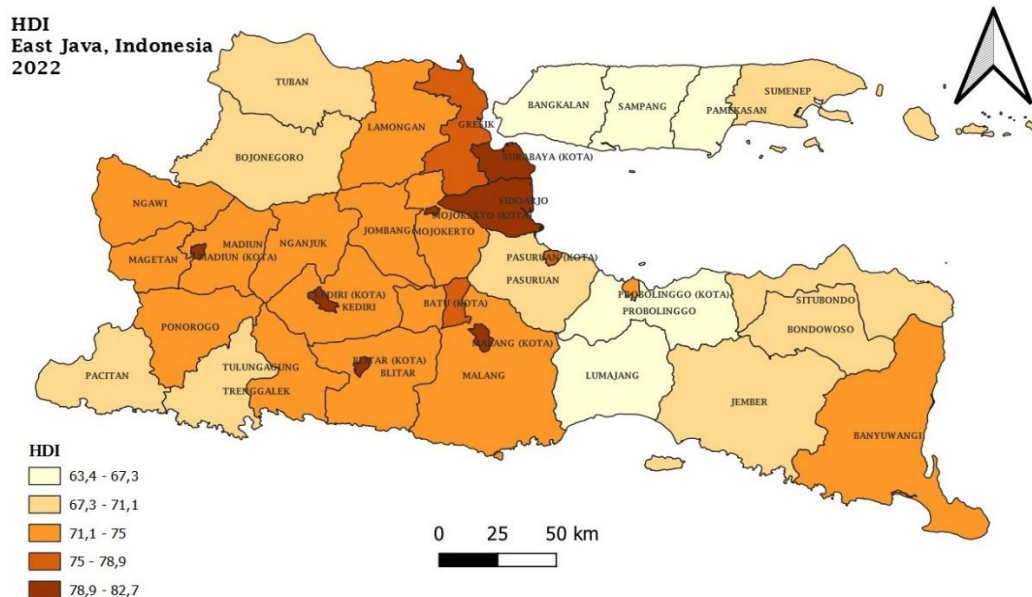 HDI
East Java, Indonesia
2022
TUBAN
BANGKALAN
SAMPANG
PAMEKASAN
SUMENEP
LAMONGAN
GRESIK
BOJONEGORO
SURABAYA (KOTA)
NGAWI
SIDOARJO
MOJOKERTO (KOTA)
MOJOKERTO
JOMBANG
NGANJUK
MADIUN
MADIUN (KOTA)
MAGETAN
PASURUAN (KOTA)
PASURUAN
KEDIRI (KOTA)
KEDIRI
BATU (KOTA)
PROBOLINGGO (KOTA)
PROBOLINGGO
SITUBONDO
BONDOWOSO
PONOROGO
MALANG (KOTA)
BLITAR (KOTA)
BLITAR
MALANG
TULUNGAGUNG
TRENGGALEK
PACITAN
LUMAJANG
JEMBER
BANYUWANGI
HDI
63,4 - 67,3
67,3 - 71,1
71,1 - 75
75 - 78,9
78,9 - 82,7
0 25 50 km